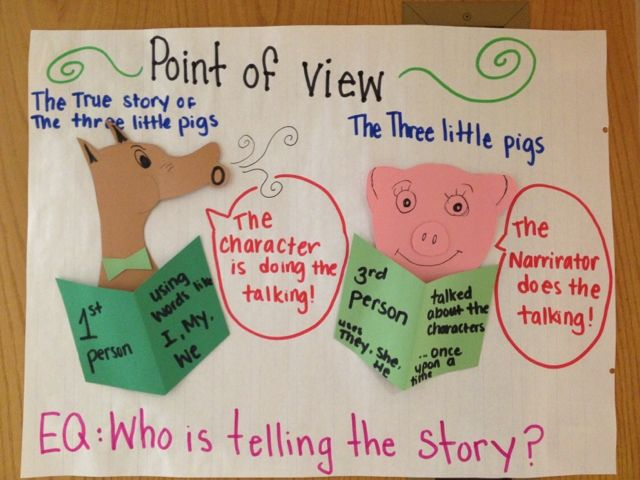 Point of View
The True story of
The three little pigs
The Three little pigs
The
character
is doing the
talking!
The
Narrirator
does the
talking!
1st
person
using
words like
I, My,
We
3rd
person
uses
They, She,
He
talked
about the
characters
...once
upon a
time
EQ: Who is telling the story?